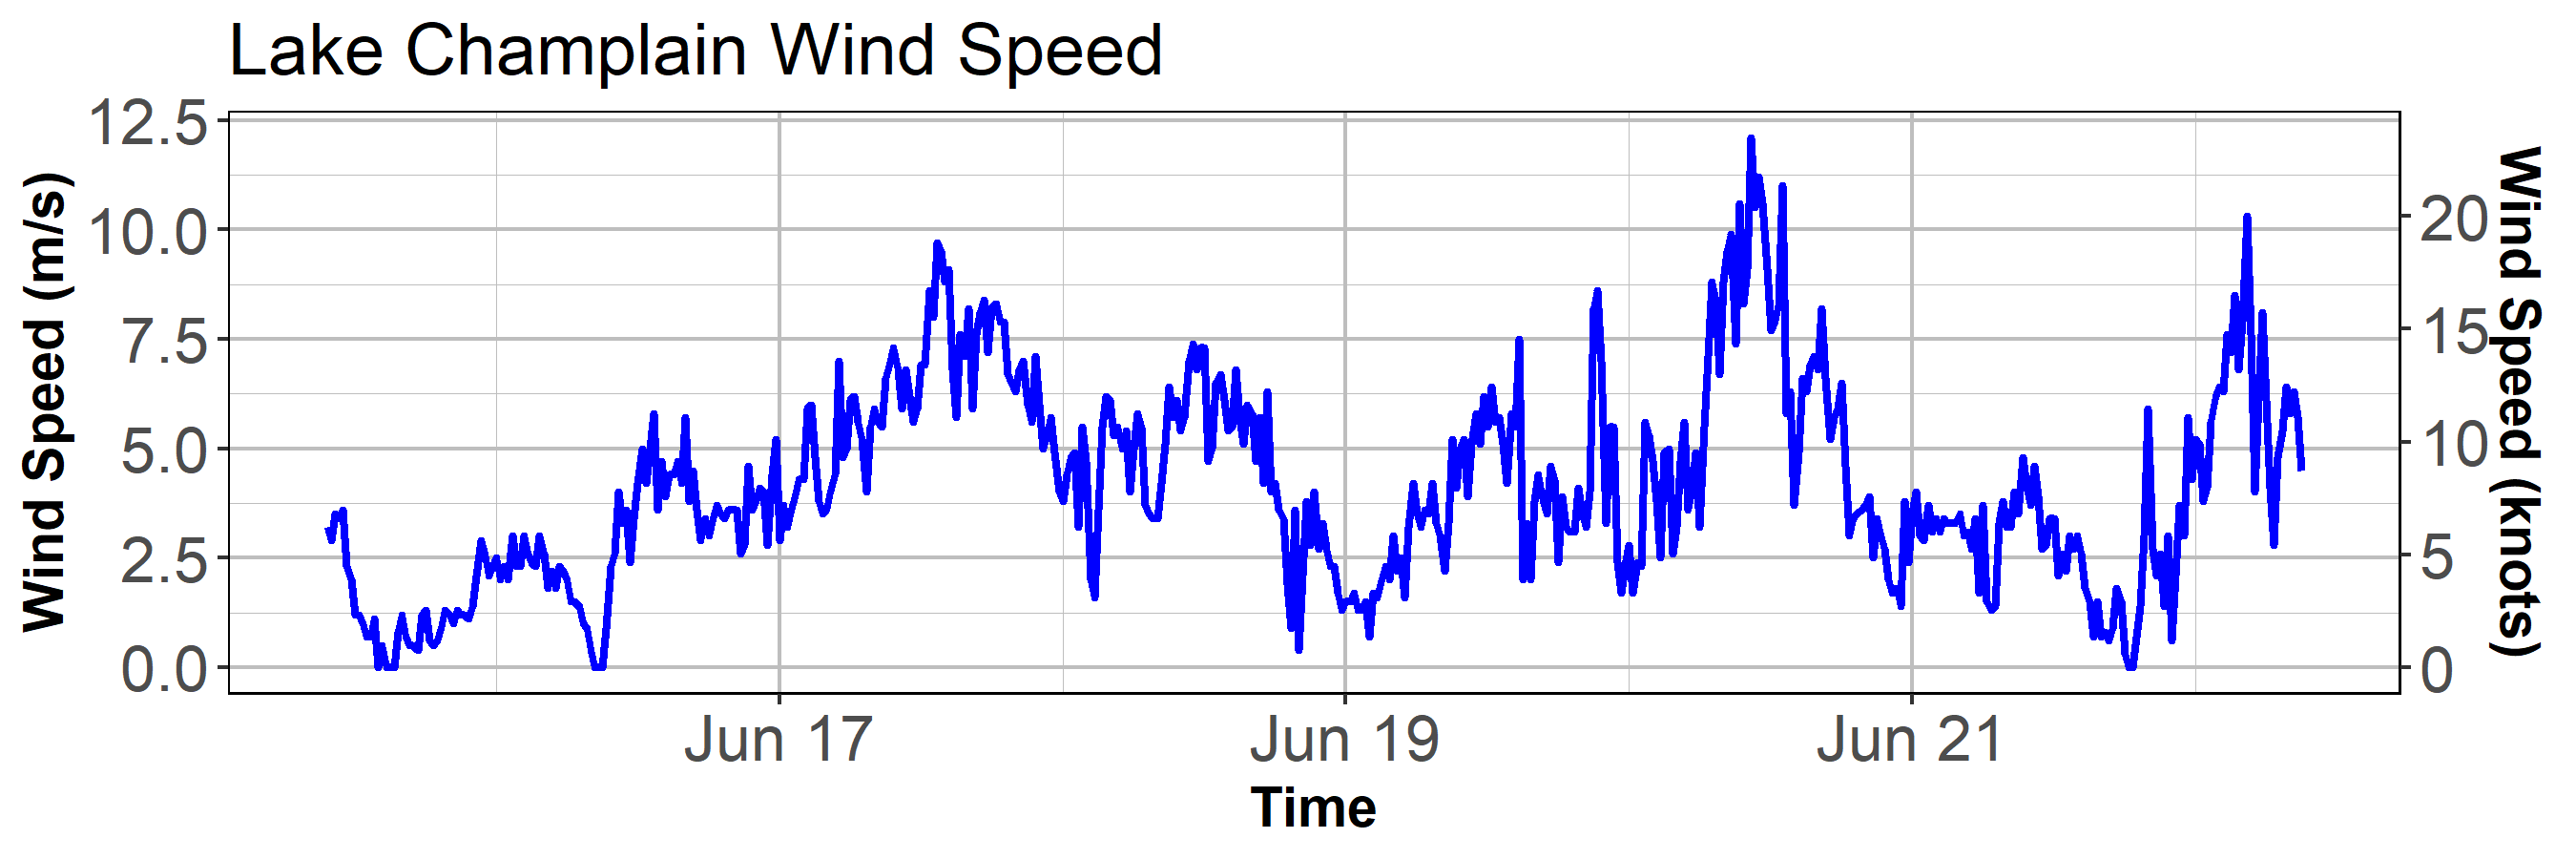 Lake Champlain Wind Speed
12.5
10.0
7.5
5.0
2.5
0.0
Wind Speed (m/s)
20
15
10
5
0
Wind Speed (knots)
Jun 17
Jun 19
Jun 21
Time